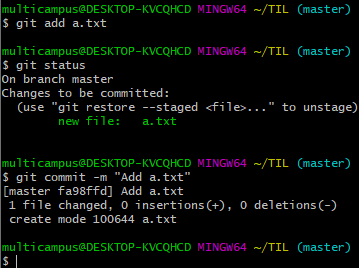 multicampus@DESKTOP-KVCQHCD MINGW64 ~/TIL (master)
$ git add a.txt
multicampus@DESKTOP-KVCQHCD MINGW64 ~/TIL (master)
$ git status
On branch master
Changes to be committed:
  (use "git restore --staged <file>..." to unstage)
        new file:   a.txt
multicampus@DESKTOP-KVCQHCD MINGW64 ~/TIL (master)
$ git commit -m "Add a.txt"
[master fa98ffd] Add a.txt
 1 file changed, 0 insertions(+), 0 deletions(-)
 create mode 100644 a.txt
multicampus@DESKTOP-KVCQHCD MINGW64 ~/TIL (master)
$